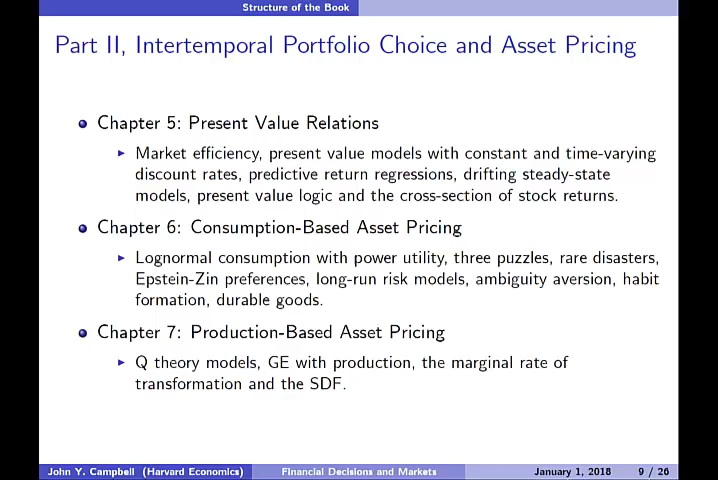 Structure of the Book
Part II, Intertemporal Portfolio Choice and Asset Pricing
Chapter 5: Present Value Relations
Market efficiency, present value models with constant and time-varying
discount rates, predictive return regressions, drifting steady-state
models, present value logic and the cross-section of stock returns.
Chapter 6: Consumption-Based Asset Pricing
Lognormal consumption with power utility, three puzzles, rare disasters,
Epstein-Zin preferences, long-run risk models, ambiguity aversion, habit
formation, durable goods.
Chapter 7: Production-Based Asset Pricing
Q theory models, GE with production, the marginal rate of
transformation and the SDF.
John Y. Campbell (Harvard Economics) Financial Decisions and Markets January 1, 2018 9 / 26